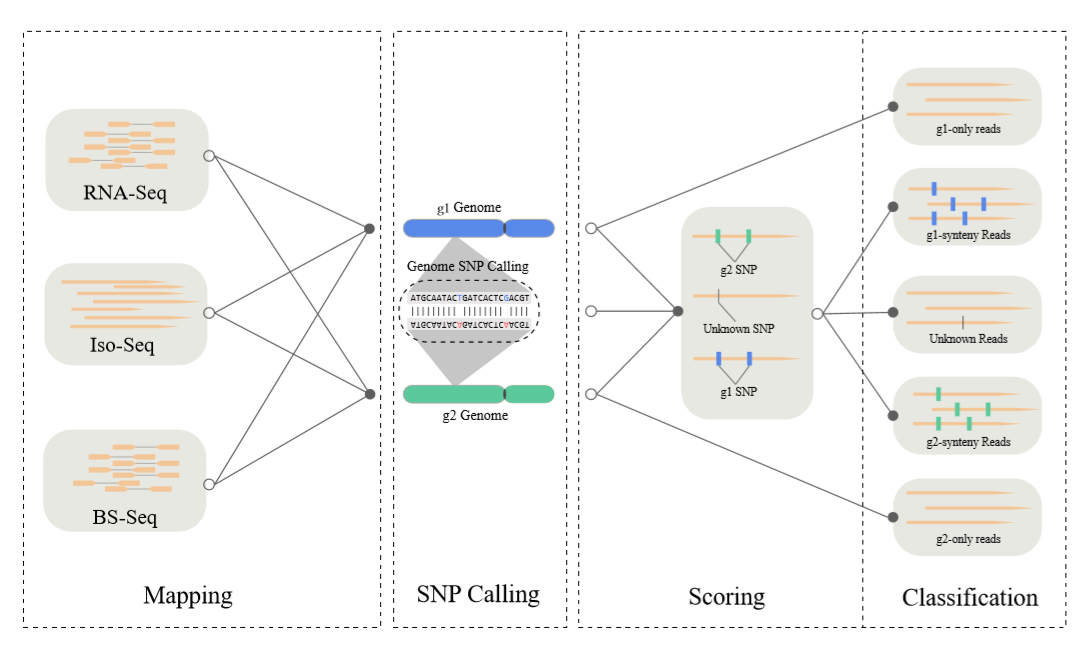 RNA-Seq
Iso-Seq
BS-Seq
Mapping
g1 Genome
Genome SNP Calling
ATGCAATACTGATCACTCGACGT
ATGCAATACAGATCACTCAACGT
g2 Genome
SNP Calling
g2 SNP
Unknown SNP
g1 SNP
Scoring
g1-only reads
g1-synteny Reads
Unknown Reads
g2-synteny Reads
g2-only reads
Classification